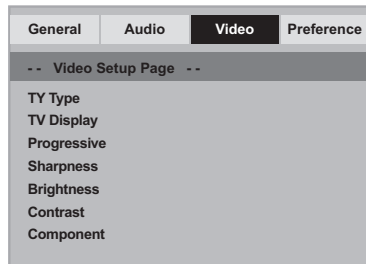 General Audio Video Preference
-- Video Setup Page --
TY Type
TV Display
Progressive
Sharpness
Brightness
Contrast
Component